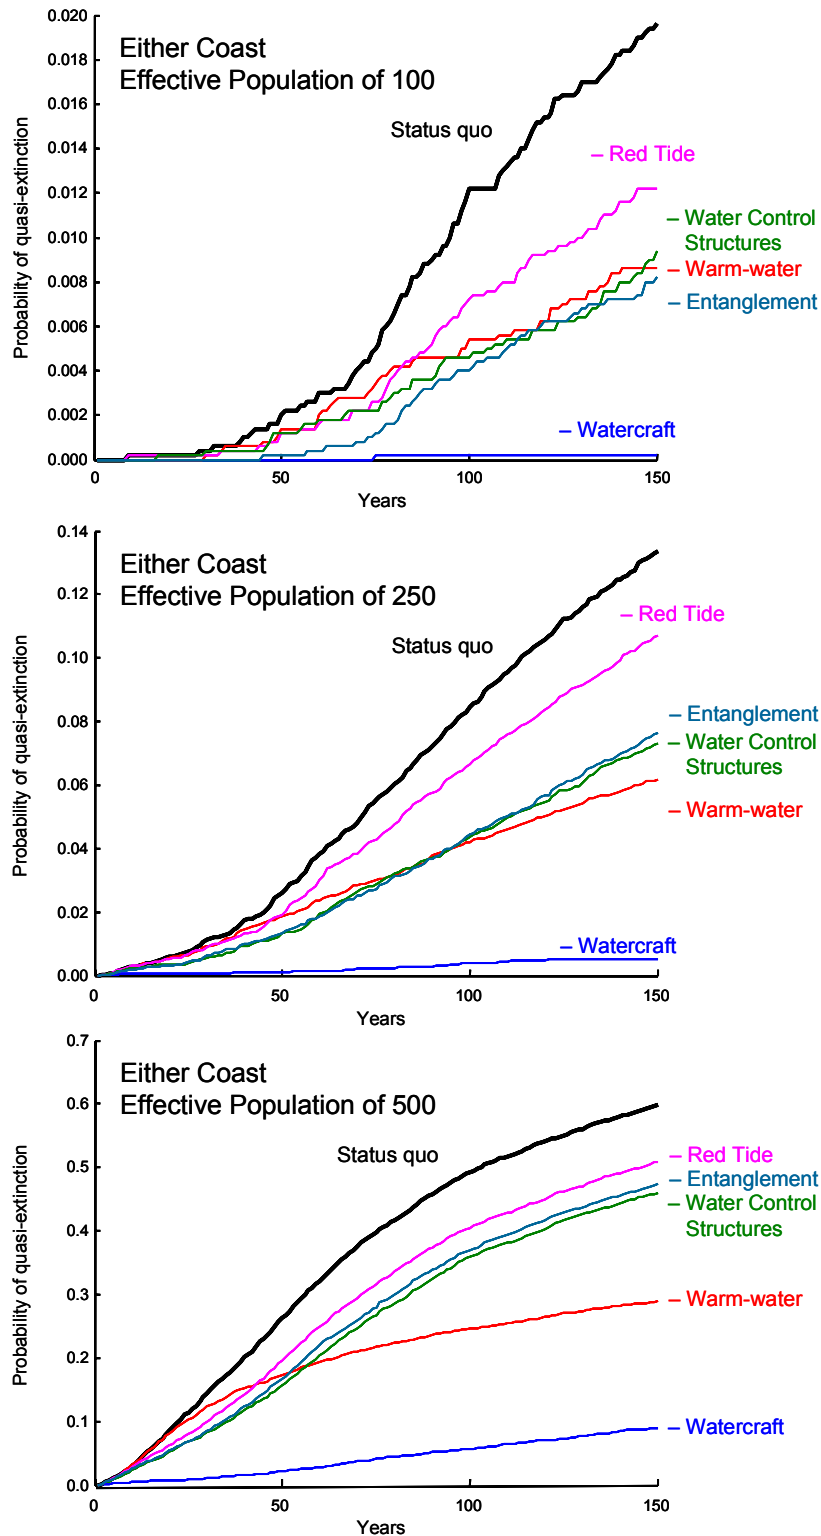 Either Coast
Effective Population of 100
Probability of quasi-extinction
0.020
0.018
0.016
0.014
0.012
0.010
0.008
0.006
0.004
0.002
0.000
Status quo
– Red Tide
– Water Control
Structures
– Warm-water
– Entanglement
– Watercraft
0
50
100
150
Years
Either Coast
Effective Population of 250
Probability of quasi-extinction
0.14
0.12
0.10
0.08
0.06
0.04
0.02
0.00
Status quo
– Red Tide
– Entanglement
– Water Control
Structures
– Warm-water
– Watercraft
0
50
100
150
Years
Either Coast
Effective Population of 500
Probability of quasi-extinction
0.7
0.6
0.5
0.4
0.3
0.2
0.1
0.0
Status quo
– Red Tide
– Entanglement
– Water Control
Structures
– Warm-water
– Watercraft
0
50
100
150
Years